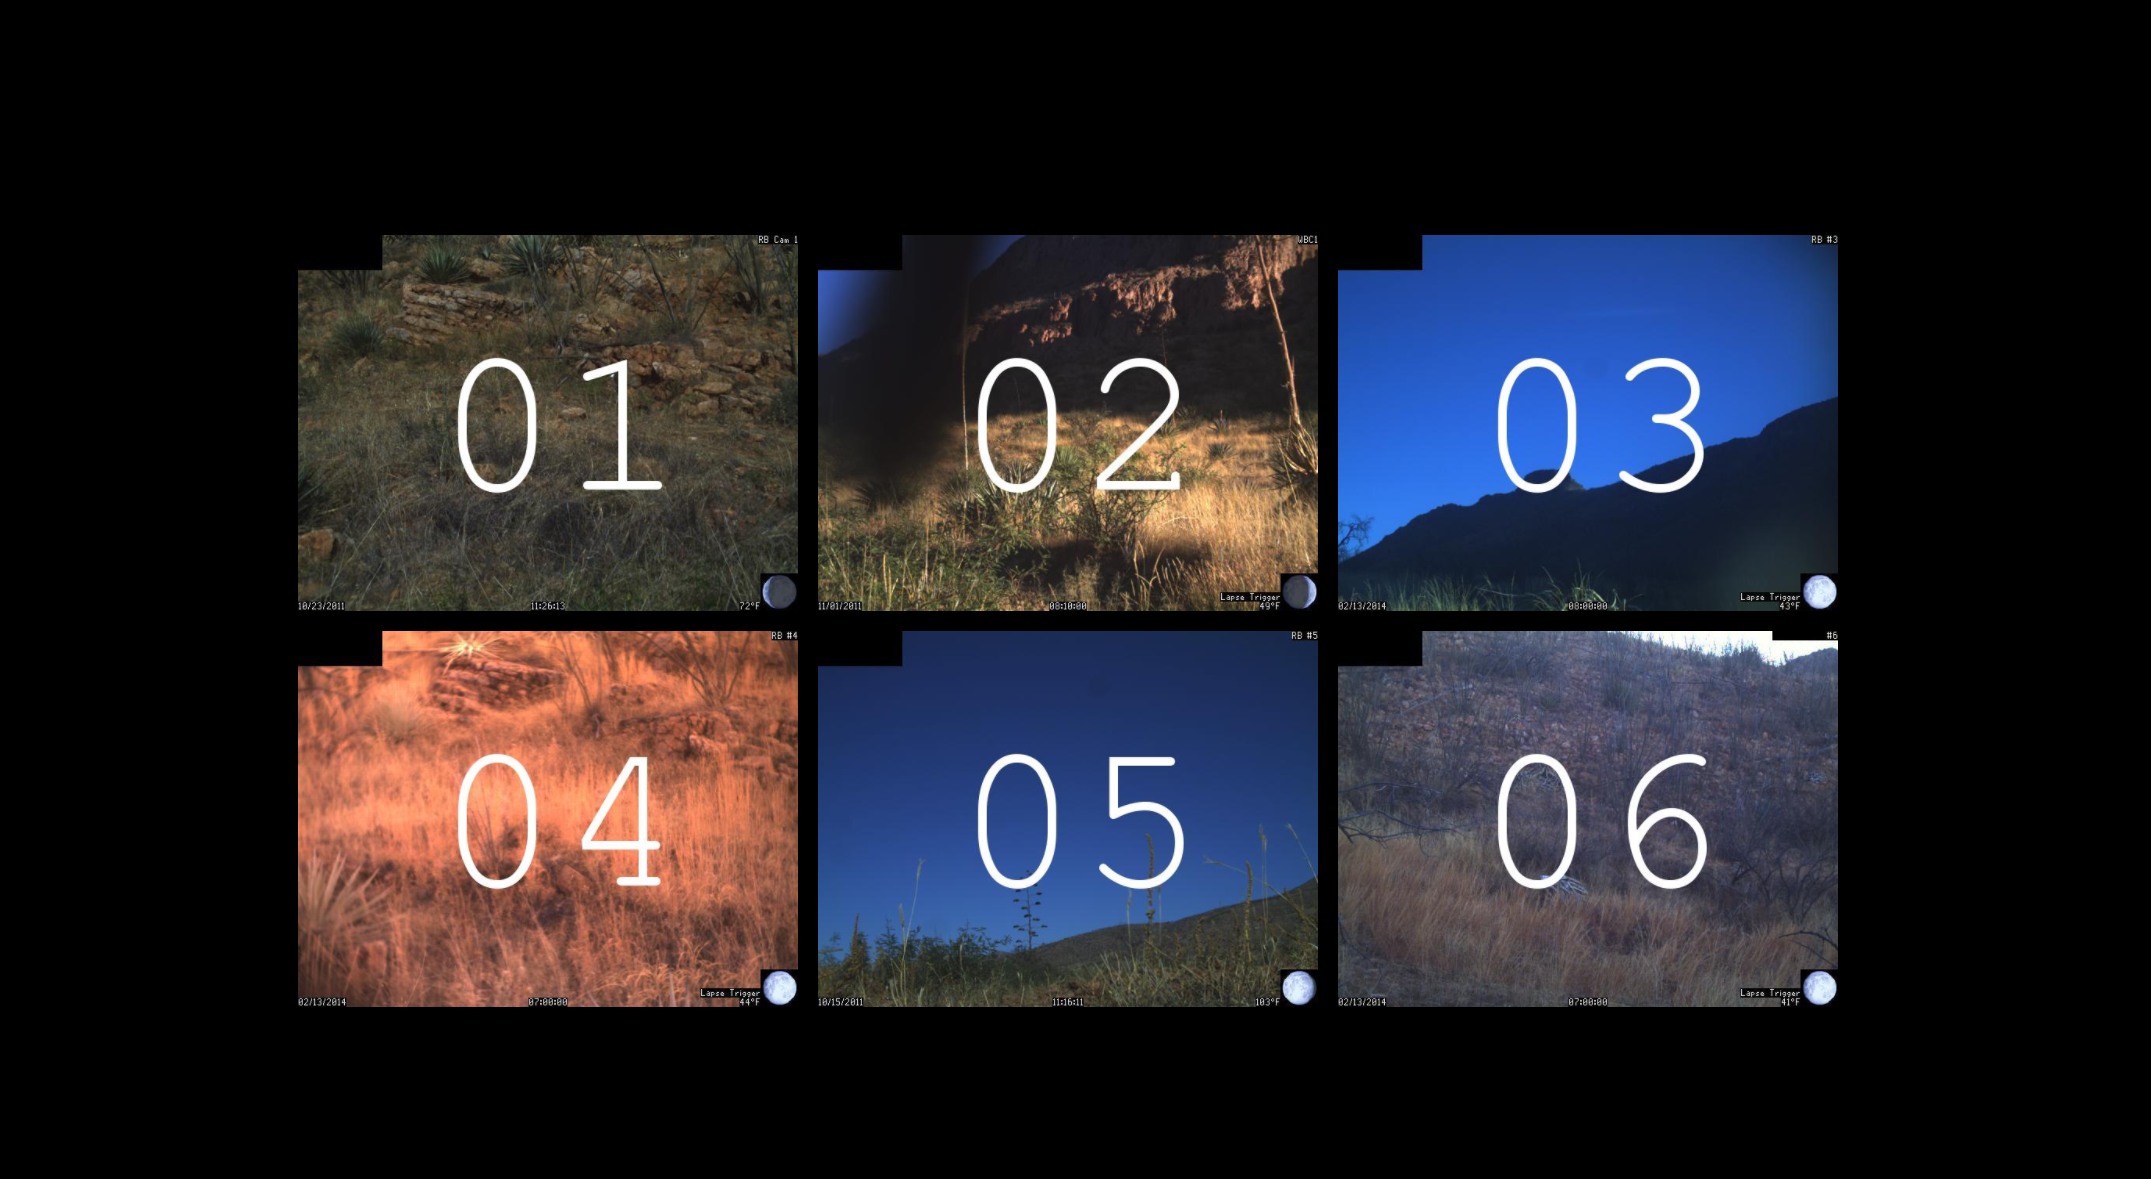 RB Cam 1
01
10/23/2011 11:26:13 72°F
WBC1
02
Lapse Trigger
11/01/2011 08:10:00 49°F
RB #3
03
Lapse Trigger
02/13/2014 08:00:00 43°F
RB #4
04
Lapse Trigger
02/13/2014 07:00:00 44°F
RB #5
05
10/15/2011 11:16:11 103°F
#6
06
Lapse Trigger
02/13/2014 07:00:00 41°F